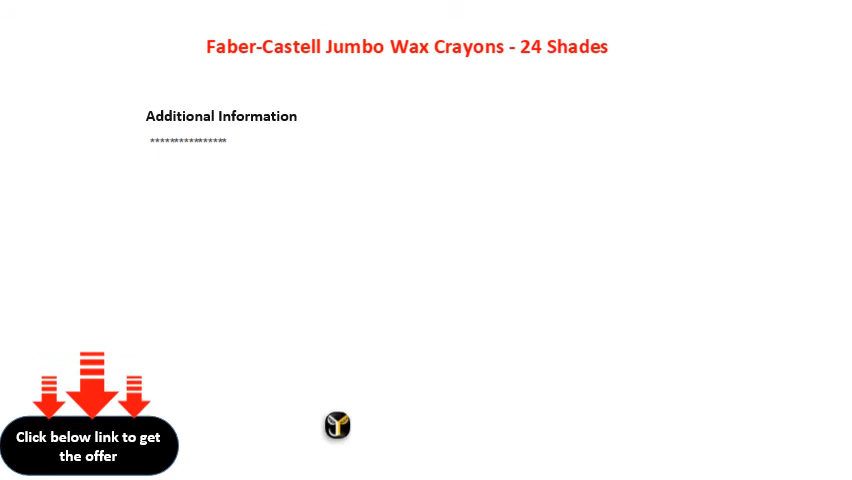 Faber-Castell Jumbo Wax Crayons - 24 Shades
Additional Information
****************
Click below link to get
the offer